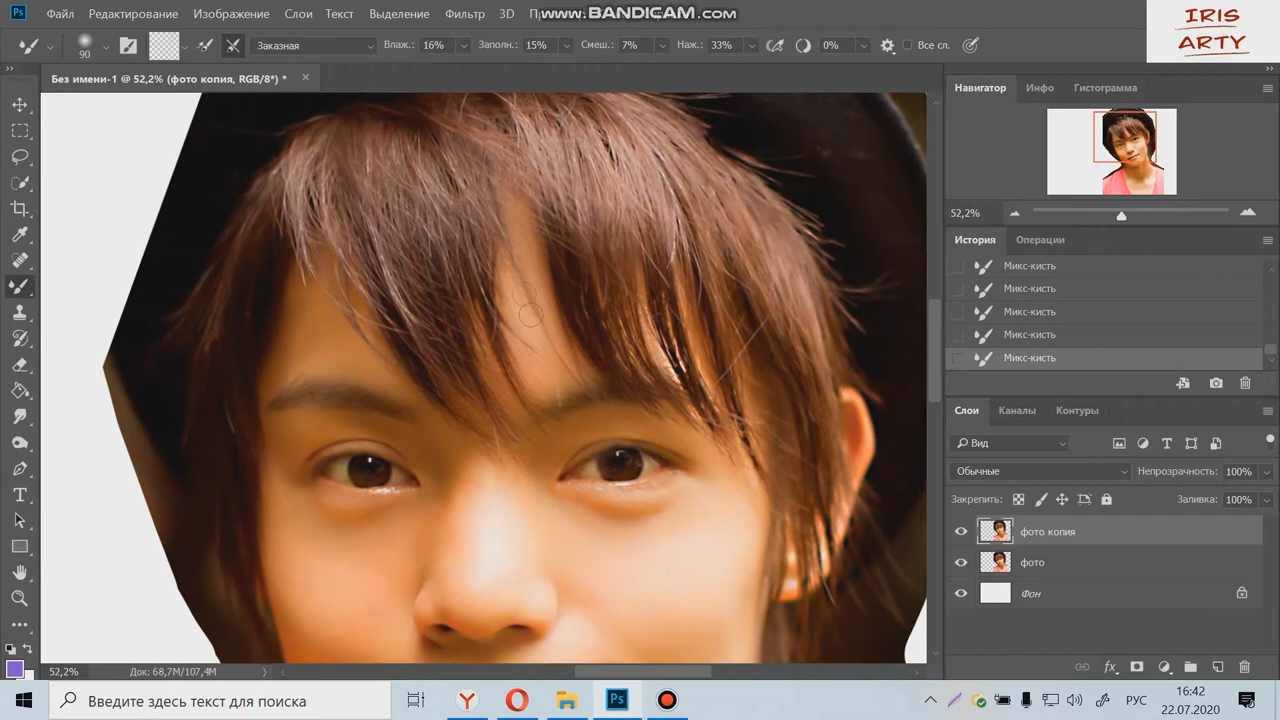 Ps Файл Редактирование Изображение Слои Текст Выделение Фильтр 3D
www.BANDICAM.com
IRIS
ARTY
90 Заказная Влаж.: 16% Заполн.: 15% Смеш.: 7% Наж.: 33% 0% Все сл.
Без имени-1 @ 52,2% (фото копия, RGB/8*) * ×
Навигатор Инфо Гистограмма
52,2%
История Операции
Микс-кисть
Микс-кисть
Микс-кисть
Микс-кисть
Микс-кисть
Слои Каналы Контуры
Вид
Обычные Непрозрачность: 100%
Закрепить: Заливка: 100%
фото копия
фото
Фон
52,2% Док: 68,7M/107,4M
Введите здесь текст для поиска
РУС
16:42
22.07.2020